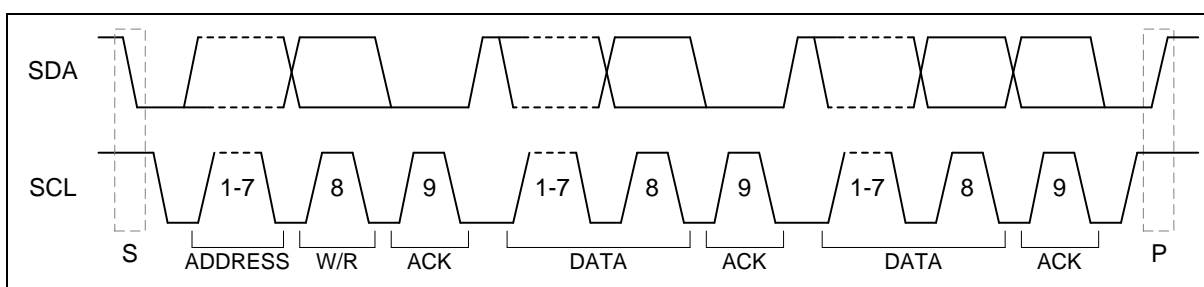 SDA
SCL
1-7 8 9 1-7 8 9 1-7 8 9
S ADDRESS W/R ACK DATA ACK DATA ACK P